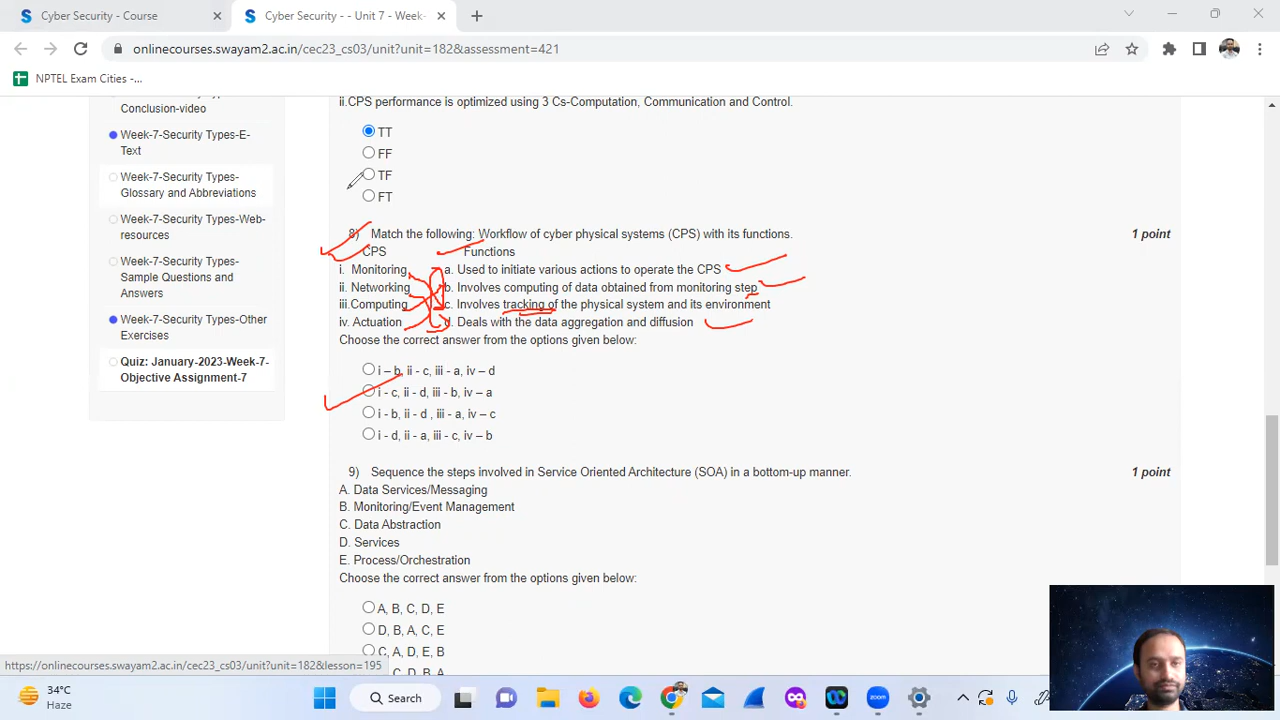 Cyber Security - Course
Cyber Security - - Unit 7 - Week-
onlinecourses.swayam2.ac.in/cec23_cs03/unit?unit=182&assessment=421
NPTEL Exam Cities -...
Conclusion-video
Week-7-Security Types-E-
Text
Week-7-Security Types-
Glossary and Abbreviations
Week-7-Security Types-Web-
resources
Week-7-Security Types-
Sample Questions and
Answers
Week-7-Security Types-Other
Exercises
Quiz: January-2023-Week-7-
Objective Assignment-7
ii.CPS performance is optimized using 3 Cs-Computation, Communication and Control.
TT
FF
TF
FT
8) Match the following: Workflow of cyber physical systems (CPS) with its functions. 1 point
CPS Functions
i. Monitoring a. Used to initiate various actions to operate the CPS
ii. Networking b. Involves computing of data obtained from monitoring step
iii.Computing c. Involves tracking of the physical system and its environment
iv. Actuation d. Deals with the data aggregation and diffusion
Choose the correct answer from the options given below:
i – b, ii - c, iii - a, iv – d
i - c, ii - d, iii - b, iv – a
i - b, ii - d , iii - a, iv – c
i - d, ii - a, iii - c, iv – b
9) Sequence the steps involved in Service Oriented Architecture (SOA) in a bottom-up manner. 1 point
A. Data Services/Messaging
B. Monitoring/Event Management
C. Data Abstraction
D. Services
E. Process/Orchestration
Choose the correct answer from the options given below:
A, B, C, D, E
D, B, A, C, E
C, A, D, E, B
C, D, B, A
https://onlinecourses.swayam2.ac.in/cec23_cs03/unit?unit=182&lesson=195
34°C
Haze
Search
zoom